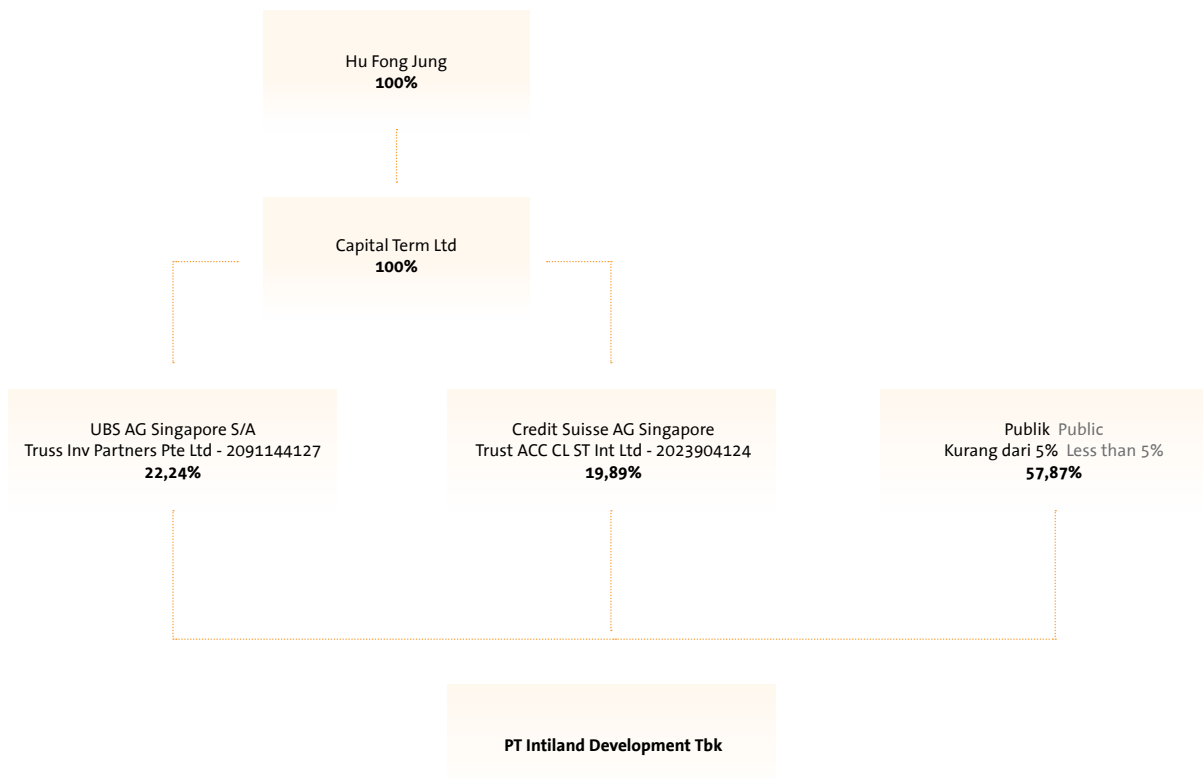 Hu Fong Jung
100%
Capital Term Ltd
100%
UBS AG Singapore S/A
Truss Inv Partners Pte Ltd - 2091144127
22,24%
Credit Suisse AG Singapore
Trust ACC CL ST Int Ltd - 2023904124
19,89%
Publik Public
Kurang dari 5% Less than 5%
57,87%
PT Intiland Development Tbk